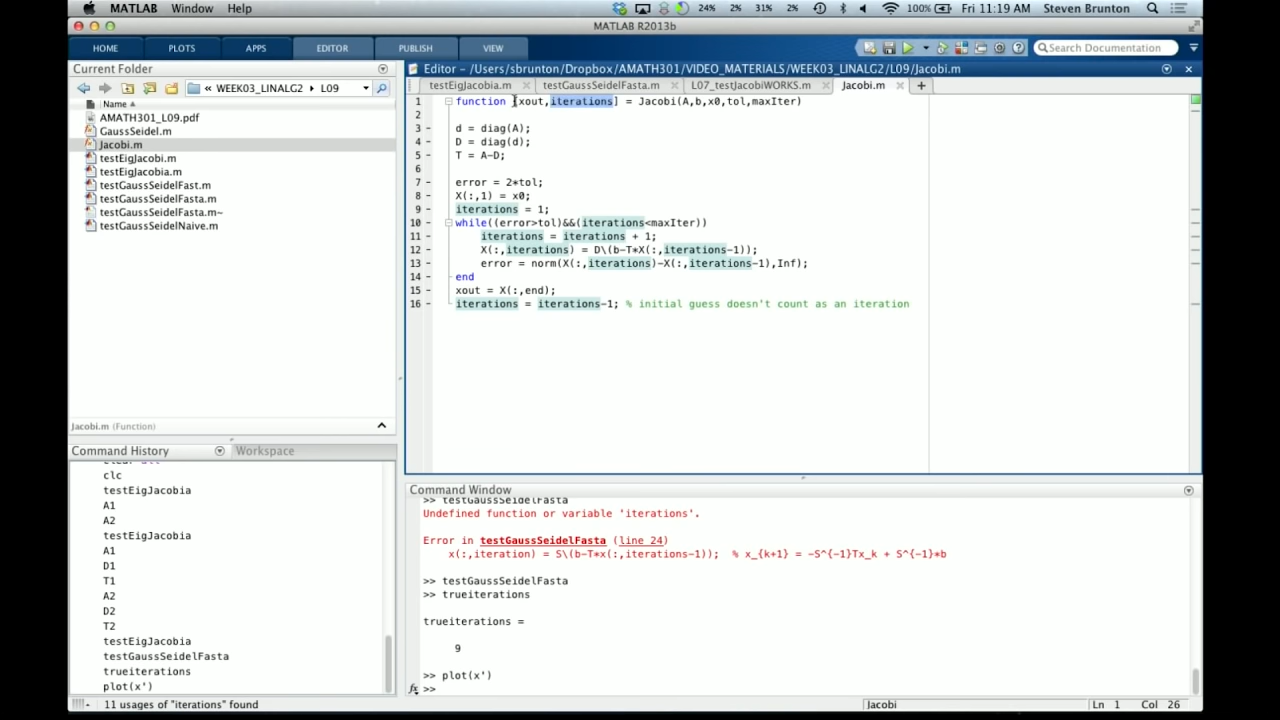 MATLAB Window Help 24% 2% 31% 2% 100% Fri 11:19 AM Steven Brunton
MATLAB R2013b
HOME PLOTS APPS EDITOR PUBLISH VIEW Search Documentation
Current Folder
« WEEK03_LINALG2 ▸ L09
Name
AMATH301_L09.pdf
GaussSeidel.m
Jacobi.m
testEigJacobi.m
testEigJacobia.m
testGaussSeidelFast.m
testGaussSeidelFasta.m
testGaussSeidelFasta.m~
testGaussSeidelNaive.m
Jacobi.m (Function)
Command History Workspace
clear all
clc
testEigJacobia
A1
A2
testEigJacobia
A1
D1
T1
A2
D2
T2
testEigJacobia
testGaussSeidelFasta
trueiterations
plot(x')
11 usages of "iterations" found
Editor - /Users/sbrunton/Dropbox/AMATH301/VIDEO_MATERIALS/WEEK03_LINALG2/L09/Jacobi.m
testEigJacobia.m testGaussSeidelFasta.m L07_testJacobiWORKS.m Jacobi.m
1 function [xout,iterations] = Jacobi(A,b,x0,tol,maxIter)
2
3 - d = diag(A);
4 - D = diag(d);
5 - T = A-D;
6
7 - error = 2*tol;
8 - X(:,1) = x0;
9 - iterations = 1;
10 - while((error>tol)&&(iterations<maxIter))
11 - iterations = iterations + 1;
12 - X(:,iterations) = D\(b-T*X(:,iterations-1));
13 - error = norm(X(:,iterations)-X(:,iterations-1),Inf);
14 - end
15 - xout = X(:,end);
16 - iterations = iterations-1; % initial guess doesn't count as an iteration
Command Window
>> testGaussSeidelFasta
Undefined function or variable 'iterations'.
Error in testGaussSeidelFasta (line 24)
x(:,iteration) = S\(b-T*x(:,iterations-1)); % x_{k+1} = -S^{-1}Tx_k + S^{-1}*b
>> testGaussSeidelFasta
>> trueiterations
trueiterations =
9
>> plot(x')
fx >>
Jacobi Ln 1 Col 26